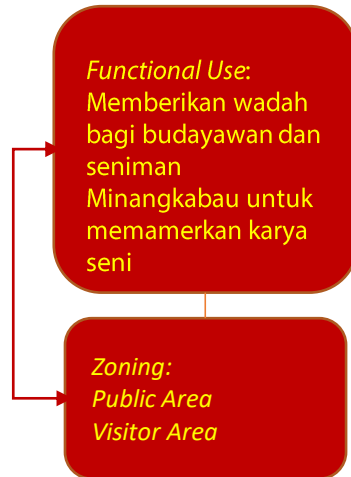 Functional Use:
Memberikan wadah
bagi budayawan dan
seniman
Minangkabau untuk
memamerkan karya
seni
Zoning:
Public Area
Visitor Area